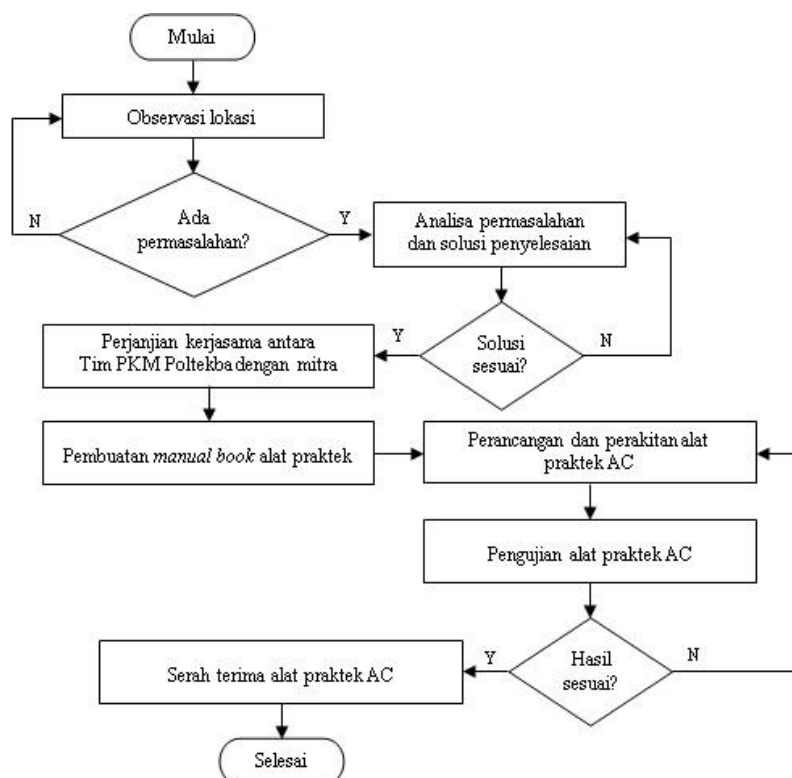 Mulai
Observasi lokasi
Ada
permasalahan?
N
Y
Analisa permasalahan
dan solusi penyelesaian
Solusi
sesuai?
Y
N
Perjanjian kerjasama antara
Tim PKM Poltekba dengan mitra
Pembuatan manual book alat praktek
Perancangan dan perakitan alat
praktek AC
Pengujian alat praktek AC
Hasil
sesuai?
Y
N
Serah terima alat praktek AC
Selesai